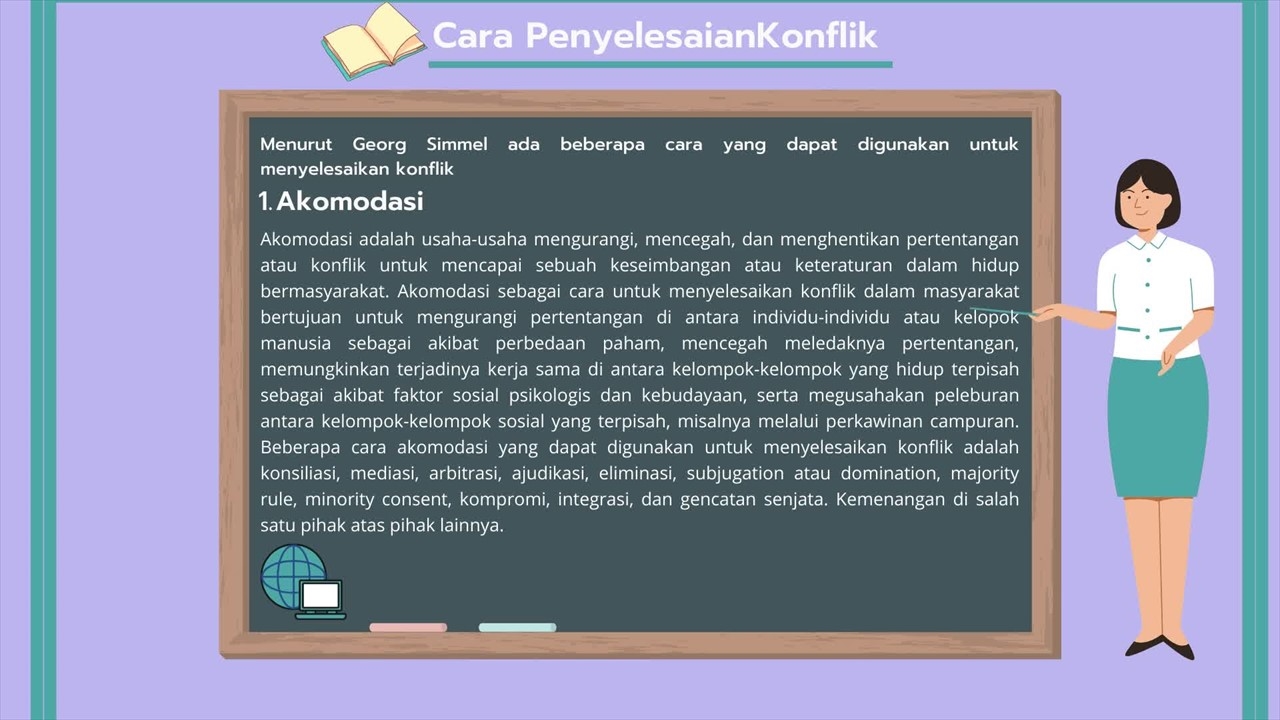 Cara PenyelesaianKonflik
Menurut Georg Simmel ada beberapa cara yang dapat digunakan untuk
menyelesaikan konflik
1. Akomodasi
Akomodasi adalah usaha-usaha mengurangi, mencegah, dan menghentikan pertentangan
atau konflik untuk mencapai sebuah keseimbangan atau keteraturan dalam hidup
bermasyarakat. Akomodasi sebagai cara untuk menyelesaikan konflik dalam masyarakat
bertujuan untuk mengurangi pertentangan di antara individu-individu atau kelopok
manusia sebagai akibat perbedaan paham, mencegah meledaknya pertentangan,
memungkinkan terjadinya kerja sama di antara kelompok-kelompok yang hidup terpisah
sebagai akibat faktor sosial psikologis dan kebudayaan, serta megusahakan peleburan
antara kelompok-kelompok sosial yang terpisah, misalnya melalui perkawinan campuran.
Beberapa cara akomodasi yang dapat digunakan untuk menyelesaikan konflik adalah
konsiliasi, mediasi, arbitrasi, ajudikasi, eliminasi, subjugation atau domination, majority
rule, minority consent, kompromi, integrasi, dan gencatan senjata. Kemenangan di salah
satu pihak atas pihak lainnya.